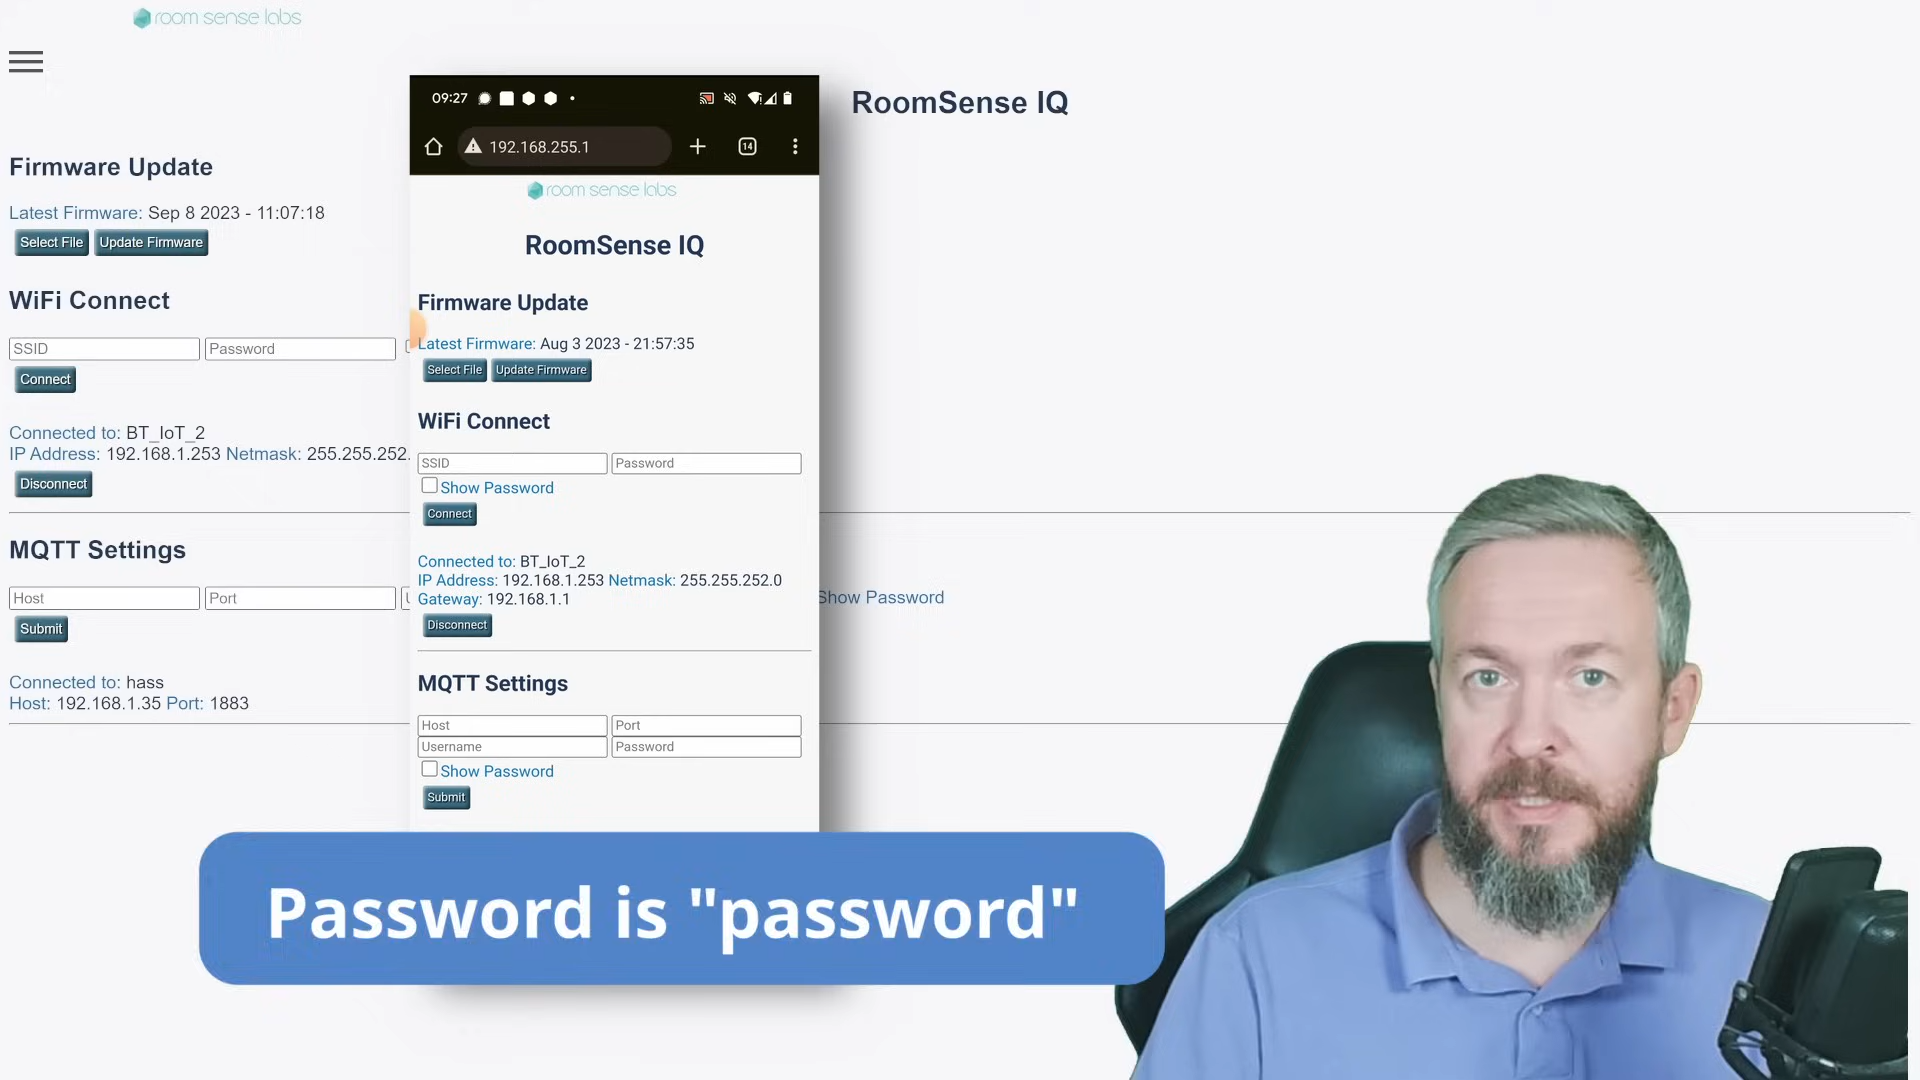 room sense labs
RoomSense IQ
Firmware Update
Latest Firmware: Sep 8 2023 - 11:07:18
Select File Update Firmware
WiFi Connect
SSID Password
Connect
Connected to: BT_IoT_2
IP Address: 192.168.1.253 Netmask: 255.255.252.
Disconnect
MQTT Settings
Host Port
Show Password
Submit
Connected to: hass
Host: 192.168.1.35 Port: 1883
09:27
192.168.255.1
14
room sense labs
RoomSense IQ
Firmware Update
Latest Firmware: Aug 3 2023 - 21:57:35
Select File Update Firmware
WiFi Connect
SSID Password
Show Password
Connect
Connected to: BT_IoT_2
IP Address: 192.168.1.253 Netmask: 255.255.252.0
Gateway: 192.168.1.1
Disconnect
MQTT Settings
Host Port
Username Password
Show Password
Submit
Password is "password"